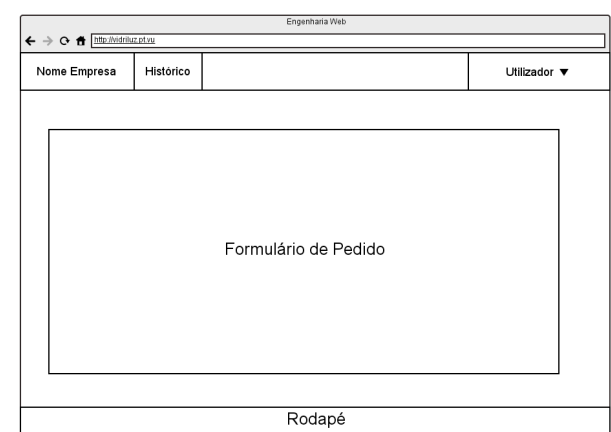 Engenharia Web
http://vidriluz.pt.vu
Nome Empresa Histórico Utilizador ▼
Formulário de Pedido
Rodapé